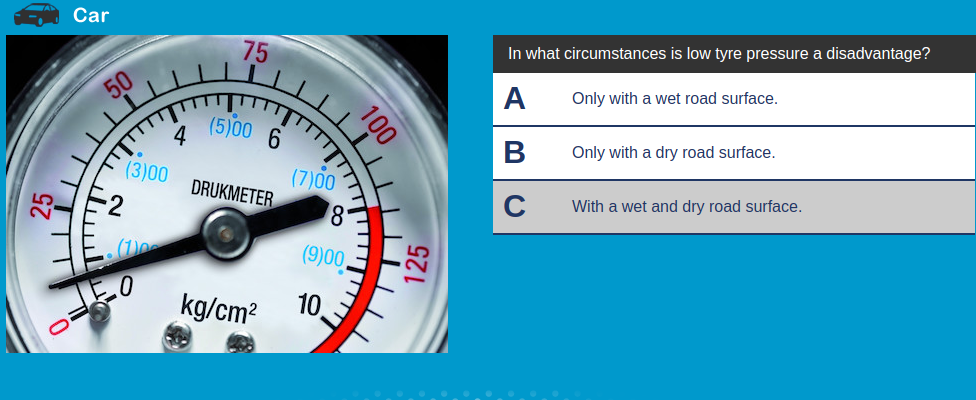 Car
In what circumstances is low tyre pressure a disadvantage?
A Only with a wet road surface.
B Only with a dry road surface.
C With a wet and dry road surface.
75
50
100
25
125
0
(5)00
4
6
(3)00
(7)00
DRUKMETER
2
8
(1)00
(9)00
0
10
kg/cm²